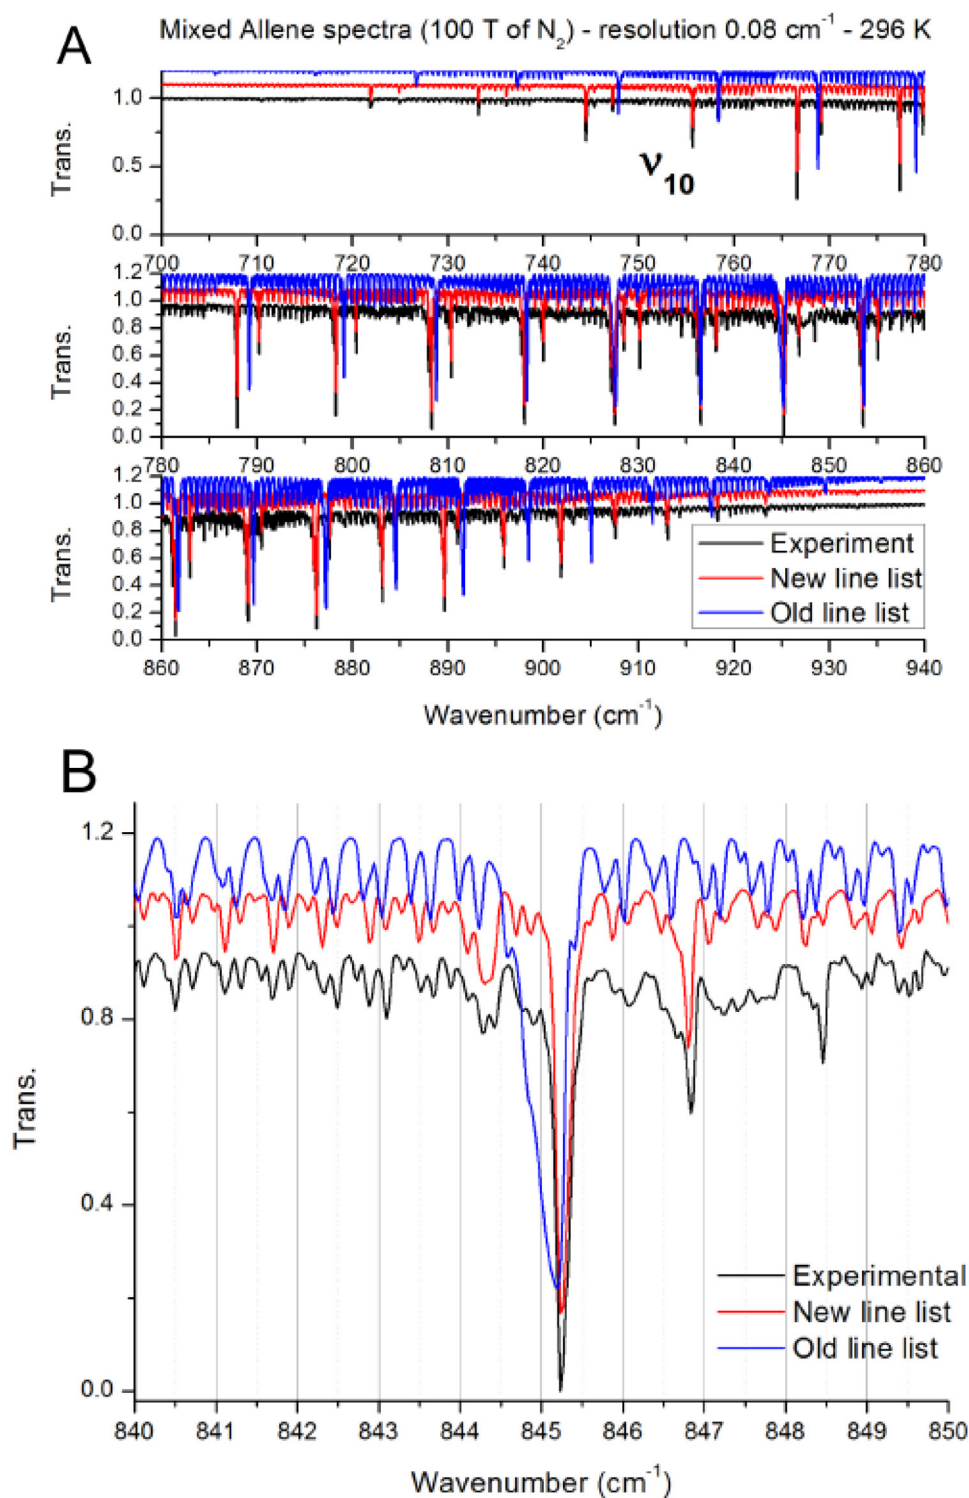 A
Mixed Allene spectra (100 T of N₂) - resolution 0.08 cm⁻¹ - 296 K
1.0
0.5
0.0
Trans.
ν₁₀
700 710 720 730 740 750 760 770 780
1.2
1.0
0.8
0.6
0.4
0.2
0.0
Trans.
780 790 800 810 820 830 840 850 860
1.2
1.0
0.8
0.6
0.4
0.2
0.0
Trans.
Experiment
New line list
Old line list
860 870 880 890 900 910 920 930 940
Wavenumber (cm⁻¹)
B
1.2
0.8
0.4
0.0
Trans.
Experimental
New line list
Old line list
840 841 842 843 844 845 846 847 848 849 850
Wavenumber (cm⁻¹)